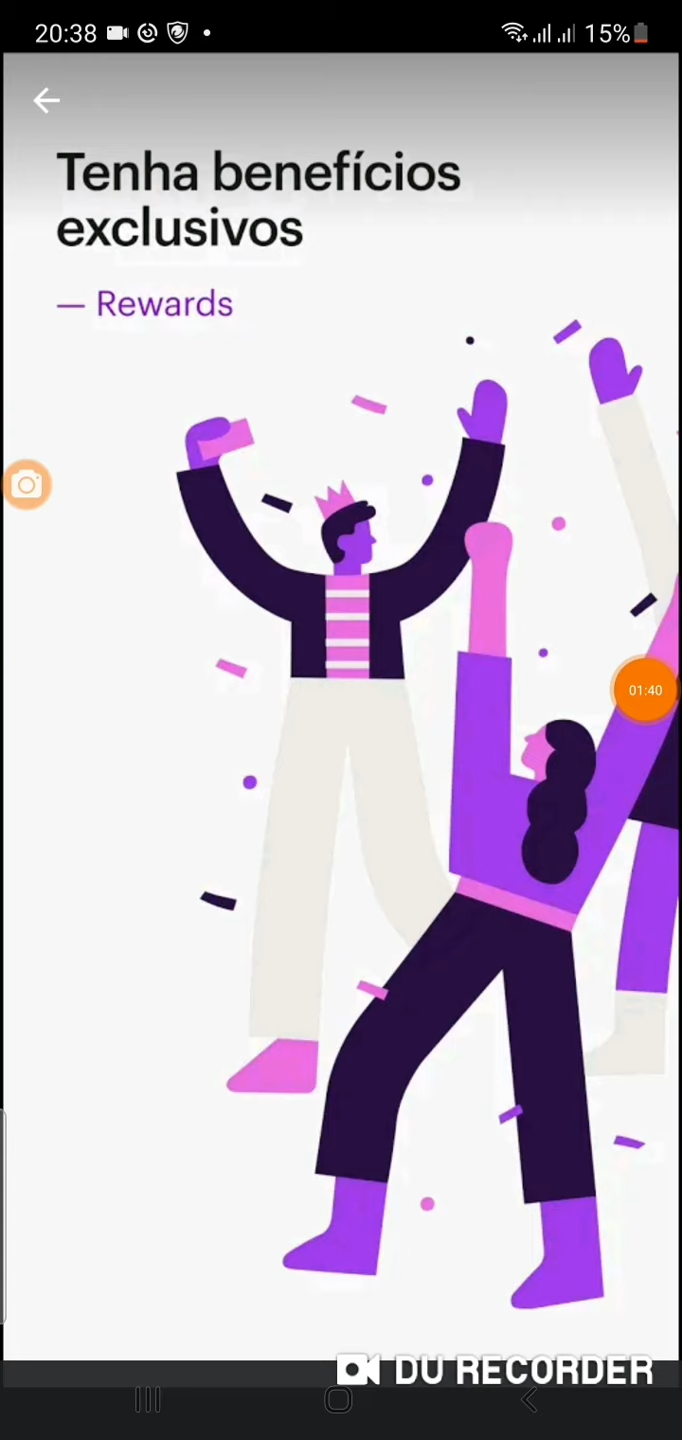 20:38
15%
Tenha benefícios
exclusivos
— Rewards
01:40
DU RECORDER